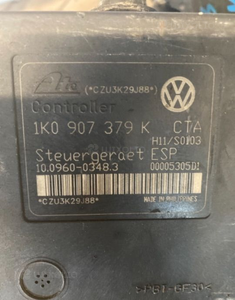 (*CZU3K29J88*)
Controller
1K0 907 379 K CTA
H11/S0103
Steuergeraet ESP
10.0960-0348.3 00005305D1
*CZU3K29J88*